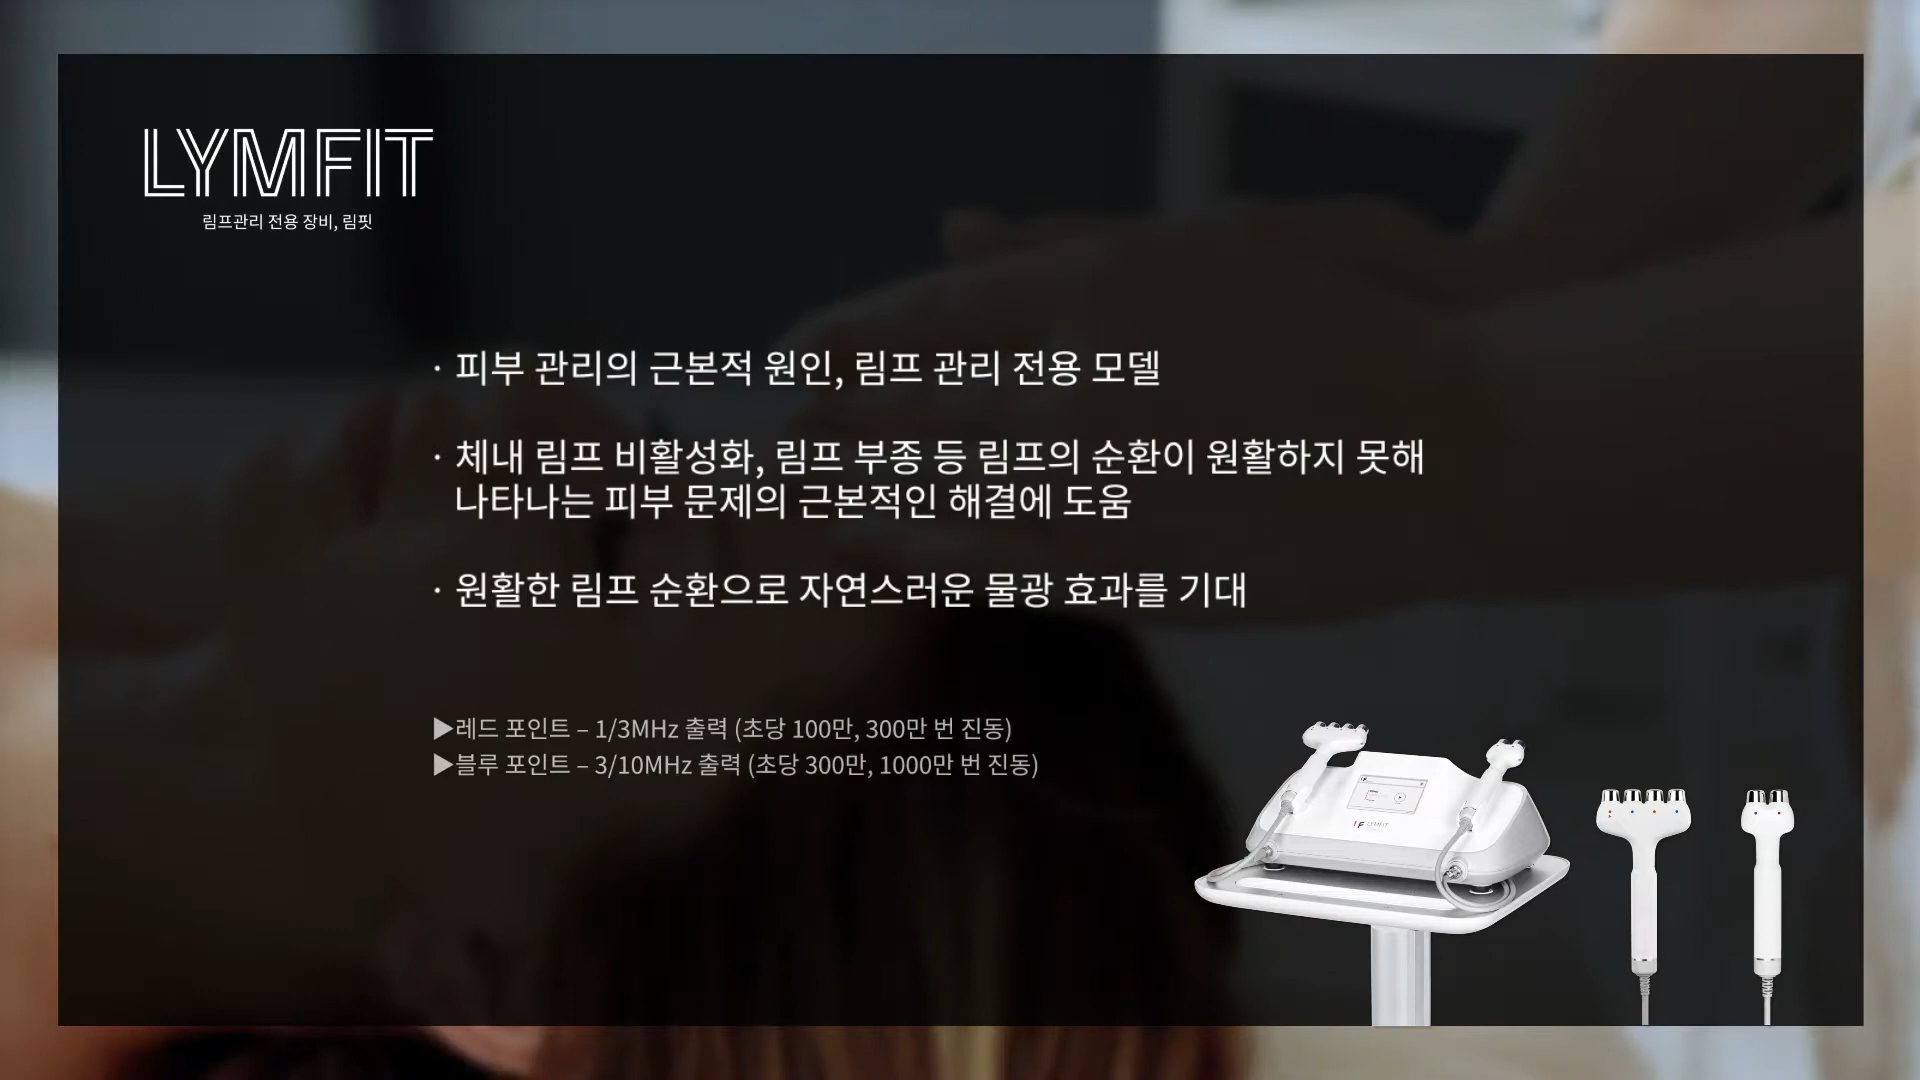 LYMFIT
림프관리 전용 장비, 림핏
· 피부 관리의 근본적 원인, 림프 관리 전용 모델
· 체내 림프 비활성화, 림프 부종 등 림프의 순환이 원활하지 못해
나타나는 피부 문제의 근본적인 해결에 도움
· 원활한 림프 순환으로 자연스러운 물광 효과를 기대
▶레드 포인트 – 1/3MHz 출력 (초당 100만, 300만 번 진동)
▶블루 포인트 – 3/10MHz 출력 (초당 300만, 1000만 번 진동)
LYMFIT